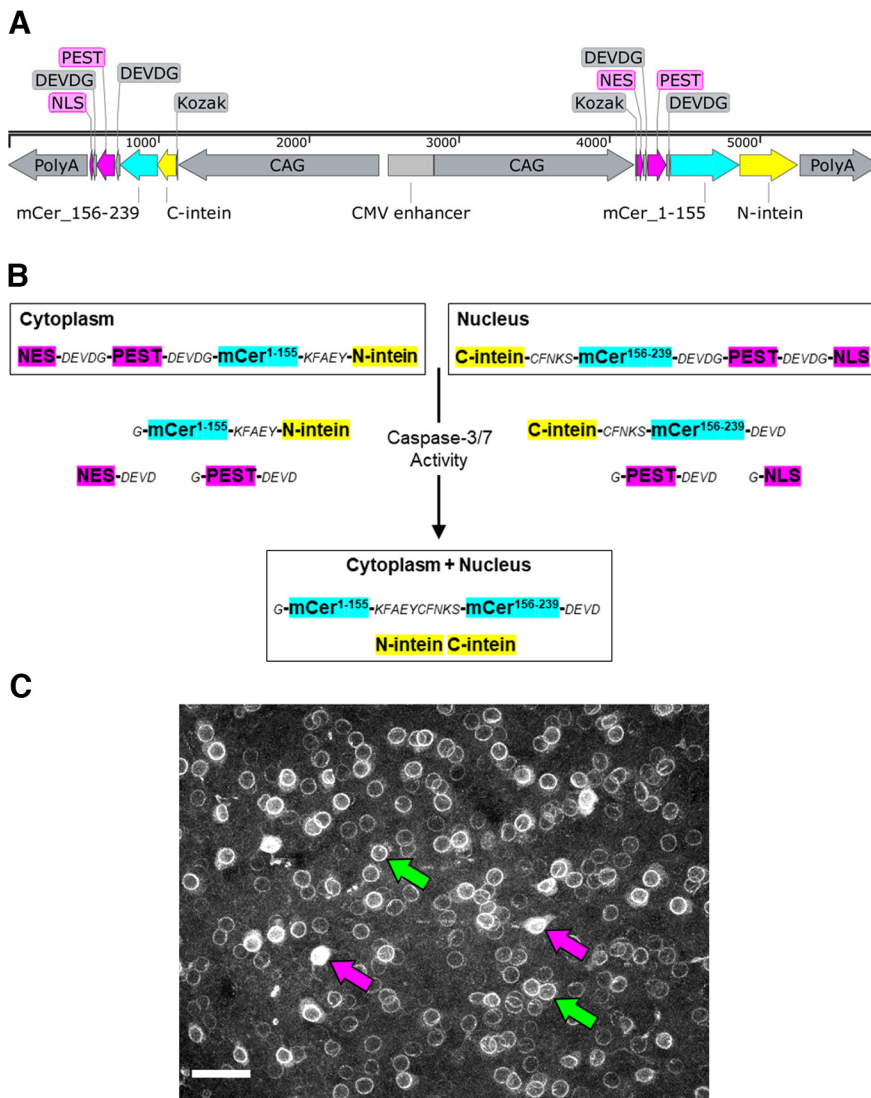 A
PEST
DEVDG
DEVDG
NLS
Kozak
DEVDG
NES
PEST
Kozak
DEVDG
1000
2000
3000
4000
5000
PolyA
CAG
CAG
PolyA
mCer_156-239
C-intein
CMV enhancer
mCer_1-155
N-intein
B
Cytoplasm
NES-DEVDG-PEST-DEVDG-mCer1-155-KFAEY-N-intein
Nucleus
C-intein-CFNKS-mCer156-239-DEVDG-PEST-DEVDG-NLS
G-mCer1-155-KFAEY-N-intein
NES-DEVD
G-PEST-DEVD
Caspase-3/7
Activity
C-intein-CFNKS-mCer156-239-DEVD
G-PEST-DEVD
G-NLS
Cytoplasm + Nucleus
G-mCer1-155-KFAEYCFNKS-mCer156-239-DEVD
N-intein C-intein
C